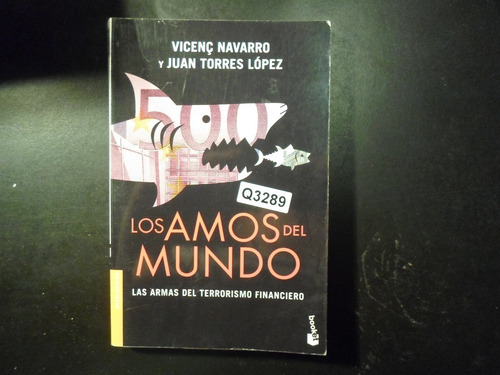 VICENÇ NAVARRO
Y JUAN TORRES LÓPEZ
500
Q3289
LOS AMOS DEL
MUNDO
LAS ARMAS DEL TERRORISMO FINANCIERO
booket